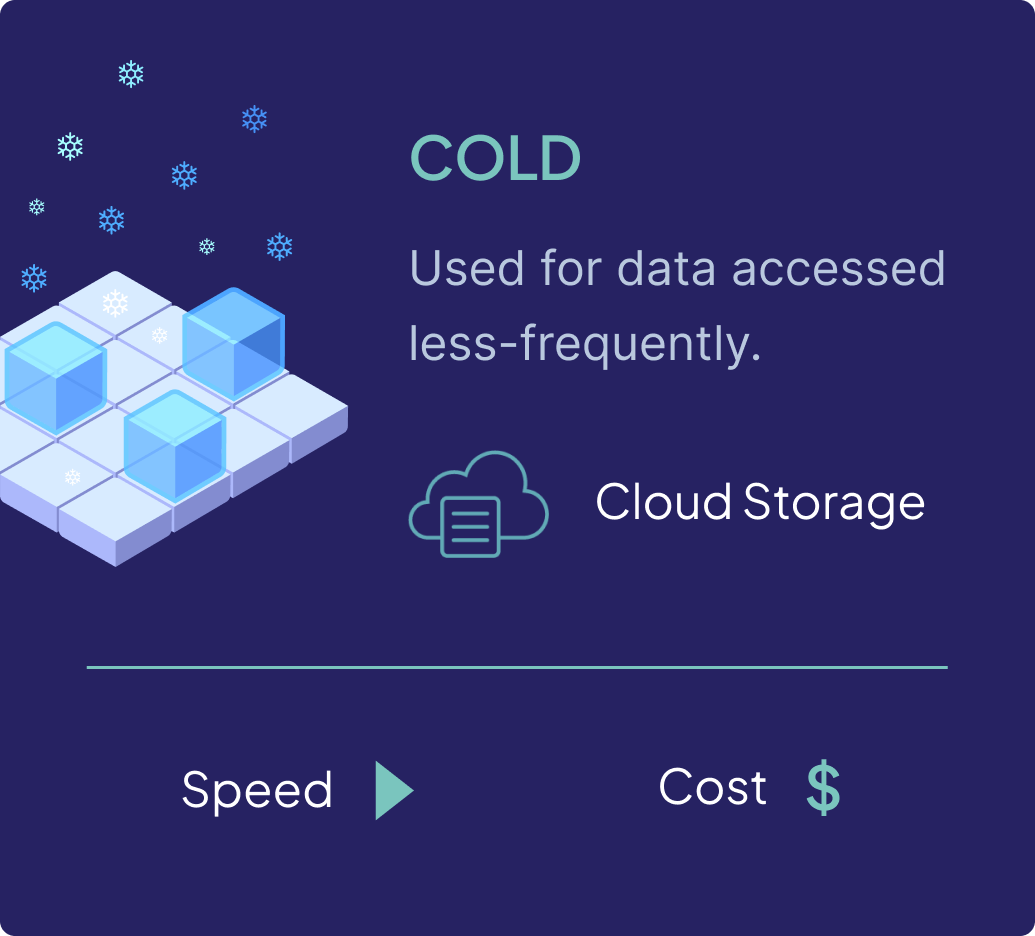 COLD
Used for data accessed
less-frequently.
Cloud Storage
Speed
Cost $